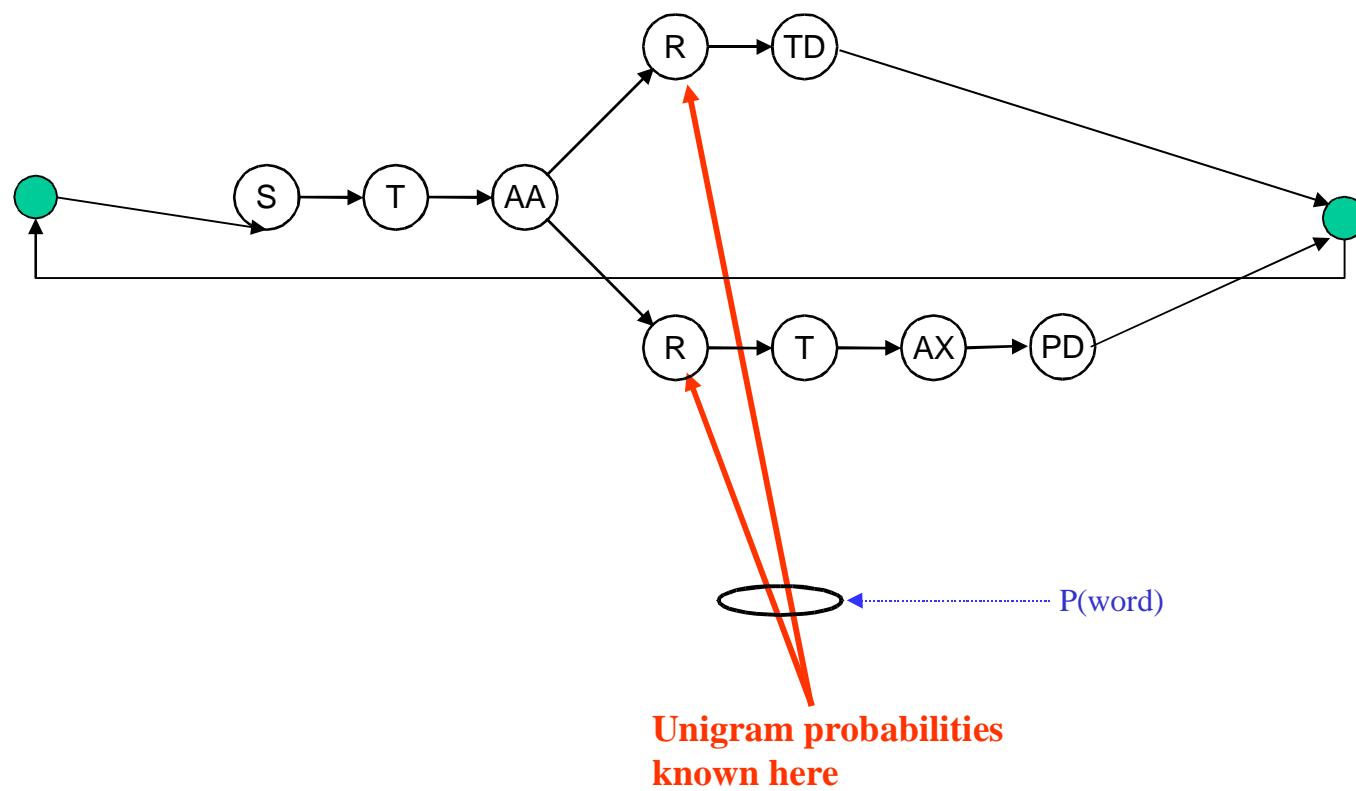 R TD
S T AA
R T AX PD
P(word)
Unigram probabilities
known here